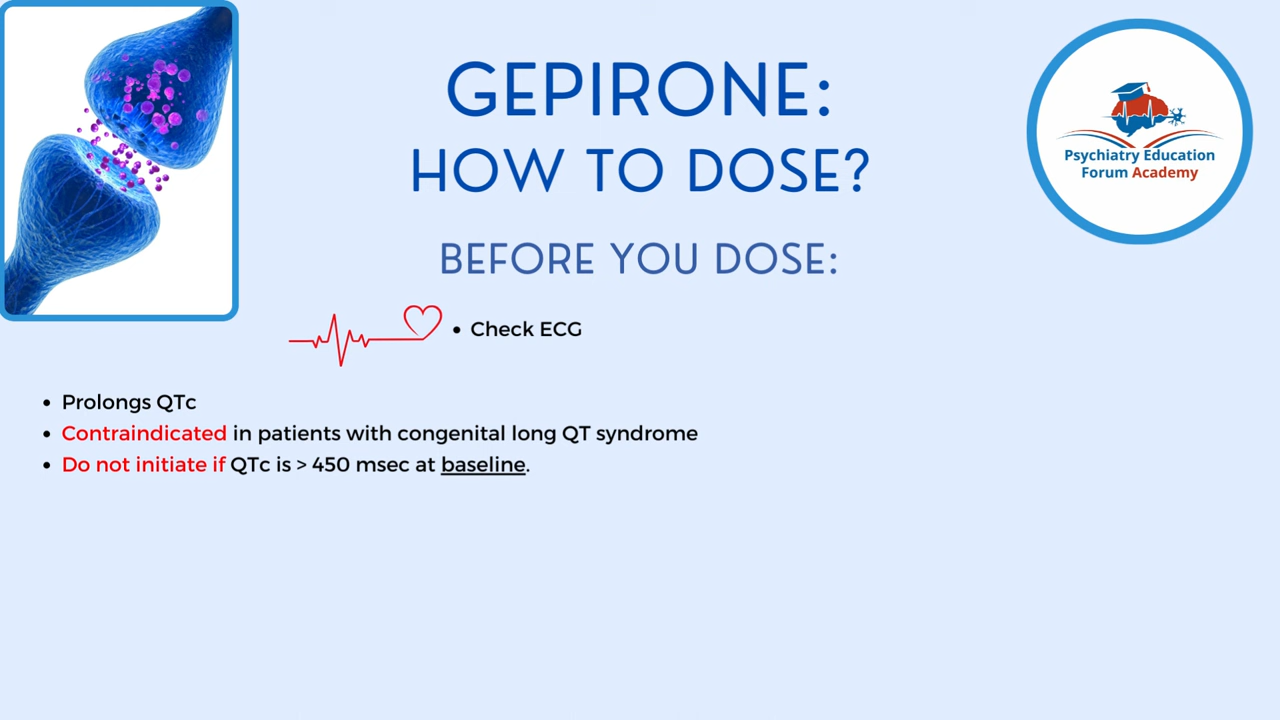 GEPIRONE:
HOW TO DOSE?
Psychiatry Education
Forum Academy
BEFORE YOU DOSE:
• Check ECG
• Prolongs QTc
• Contraindicated in patients with congenital long QT syndrome
• Do not initiate if QTc is > 450 msec at baseline.